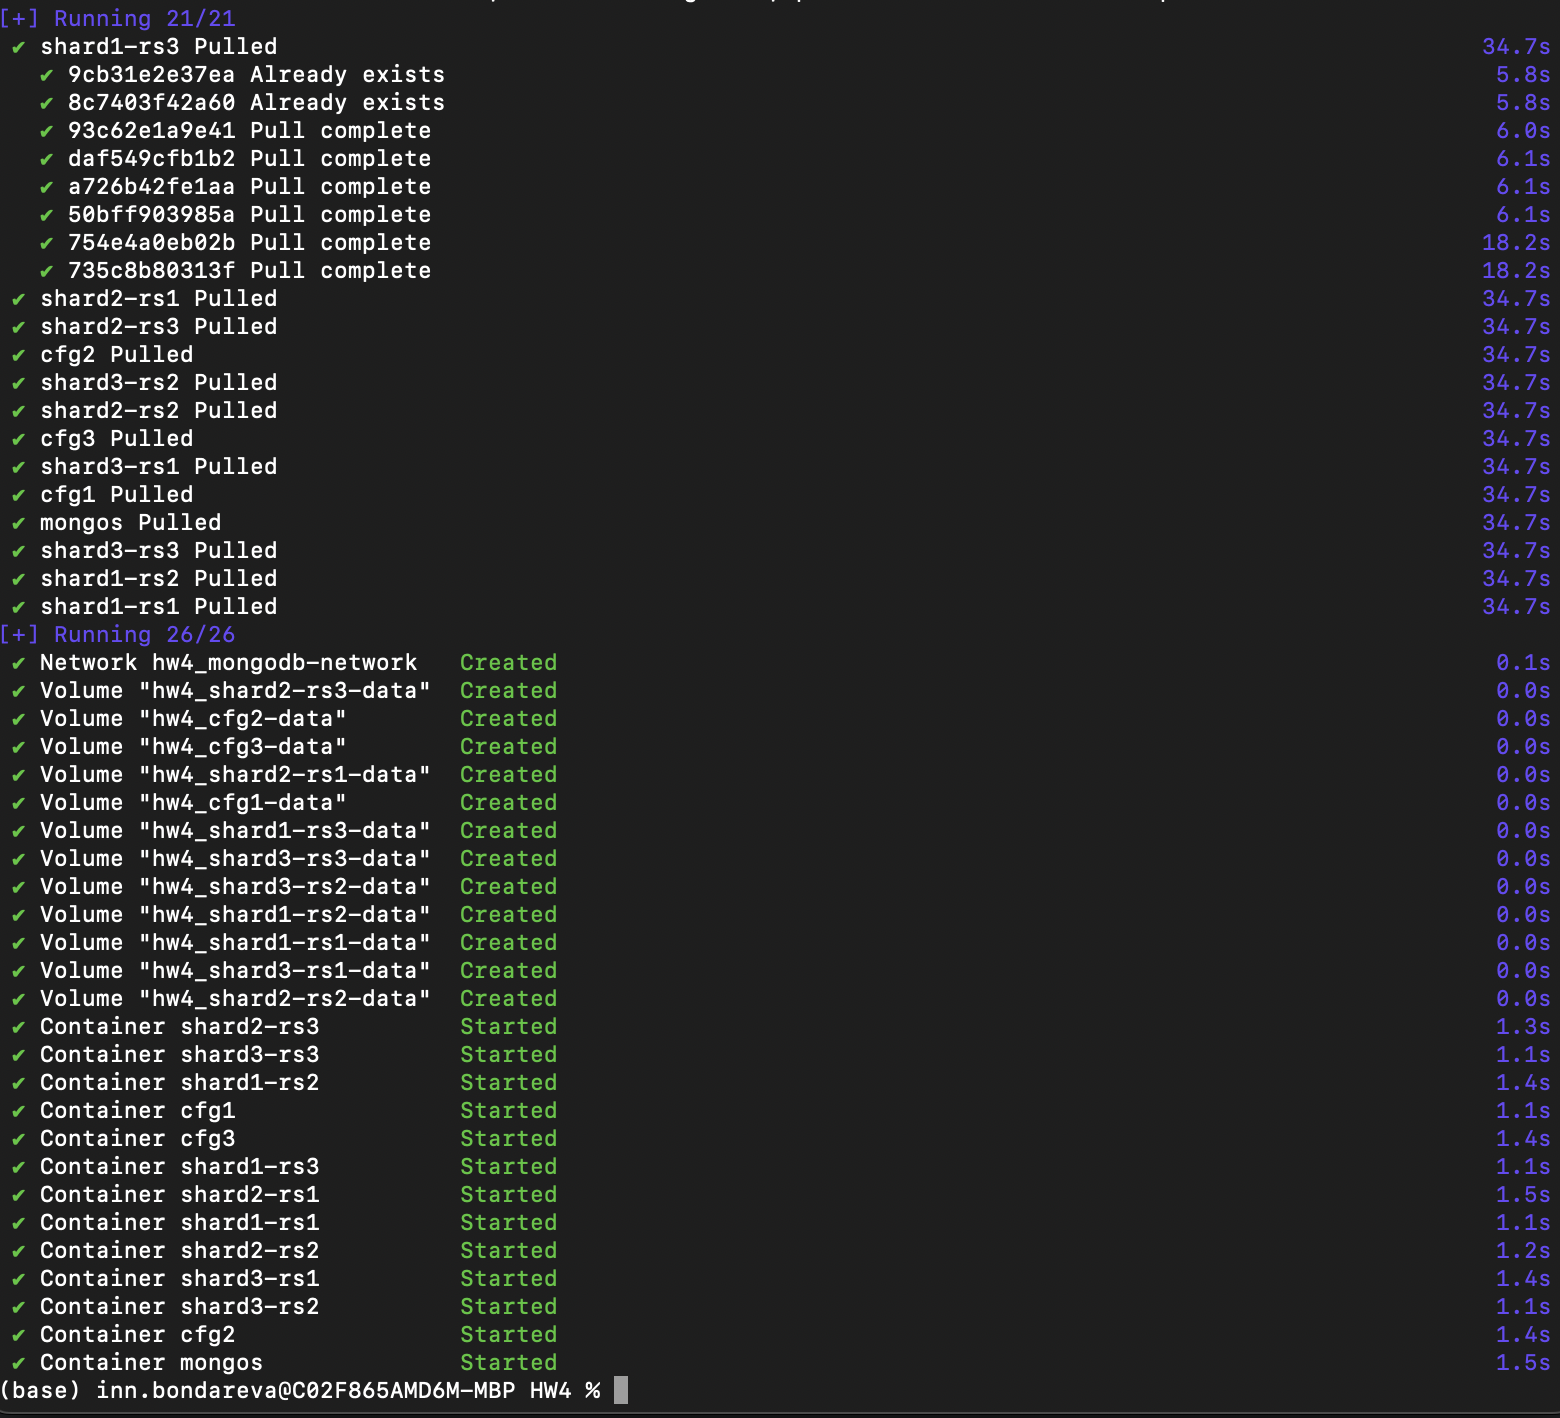 [+] Running 21/21
✔ shard1-rs3 Pulled 34.7s
✔ 9cb31e2e37ea Already exists 5.8s
✔ 8c7403f42a60 Already exists 5.8s
✔ 93c62e1a9e41 Pull complete 6.0s
✔ daf549cfb1b2 Pull complete 6.1s
✔ a726b42fe1aa Pull complete 6.1s
✔ 50bff903985a Pull complete 6.1s
✔ 754e4a0eb02b Pull complete 18.2s
✔ 735c8b80313f Pull complete 18.2s
✔ shard2-rs1 Pulled 34.7s
✔ shard2-rs3 Pulled 34.7s
✔ cfg2 Pulled 34.7s
✔ shard3-rs2 Pulled 34.7s
✔ shard2-rs2 Pulled 34.7s
✔ cfg3 Pulled 34.7s
✔ shard3-rs1 Pulled 34.7s
✔ cfg1 Pulled 34.7s
✔ mongos Pulled 34.7s
✔ shard3-rs3 Pulled 34.7s
✔ shard1-rs2 Pulled 34.7s
✔ shard1-rs1 Pulled 34.7s
[+] Running 26/26
✔ Network hw4_mongodb-network Created 0.1s
✔ Volume "hw4_shard2-rs3-data" Created 0.0s
✔ Volume "hw4_cfg2-data" Created 0.0s
✔ Volume "hw4_cfg3-data" Created 0.0s
✔ Volume "hw4_shard2-rs1-data" Created 0.0s
✔ Volume "hw4_cfg1-data" Created 0.0s
✔ Volume "hw4_shard1-rs3-data" Created 0.0s
✔ Volume "hw4_shard3-rs3-data" Created 0.0s
✔ Volume "hw4_shard3-rs2-data" Created 0.0s
✔ Volume "hw4_shard1-rs2-data" Created 0.0s
✔ Volume "hw4_shard1-rs1-data" Created 0.0s
✔ Volume "hw4_shard3-rs1-data" Created 0.0s
✔ Volume "hw4_shard2-rs2-data" Created 0.0s
✔ Container shard2-rs3 Started 1.3s
✔ Container shard3-rs3 Started 1.1s
✔ Container shard1-rs2 Started 1.4s
✔ Container cfg1 Started 1.1s
✔ Container cfg3 Started 1.4s
✔ Container shard1-rs3 Started 1.1s
✔ Container shard2-rs1 Started 1.5s
✔ Container shard1-rs1 Started 1.1s
✔ Container shard2-rs2 Started 1.2s
✔ Container shard3-rs1 Started 1.4s
✔ Container shard3-rs2 Started 1.1s
✔ Container cfg2 Started 1.4s
✔ Container mongos Started 1.5s
(base) inn.bondareva@C02F865AMD6M-MBP HW4 %